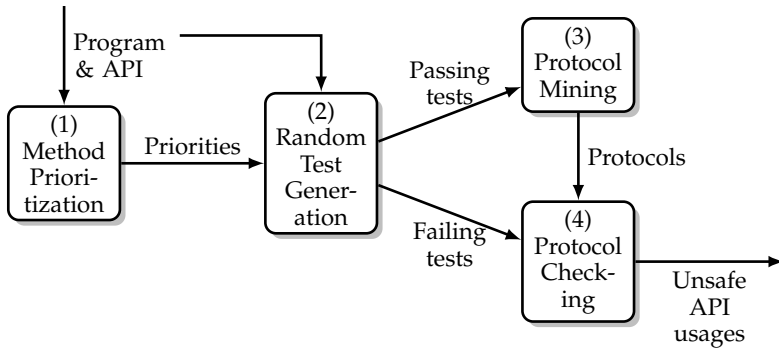 Program
& API
(1)
Method
Priori-
tization
Priorities
(2)
Random
Test
Gener-
ation
Passing
tests
Failing
tests
(3)
Protocol
Mining
Protocols
(4)
Protocol
Check-
ing
Unsafe
API
usages